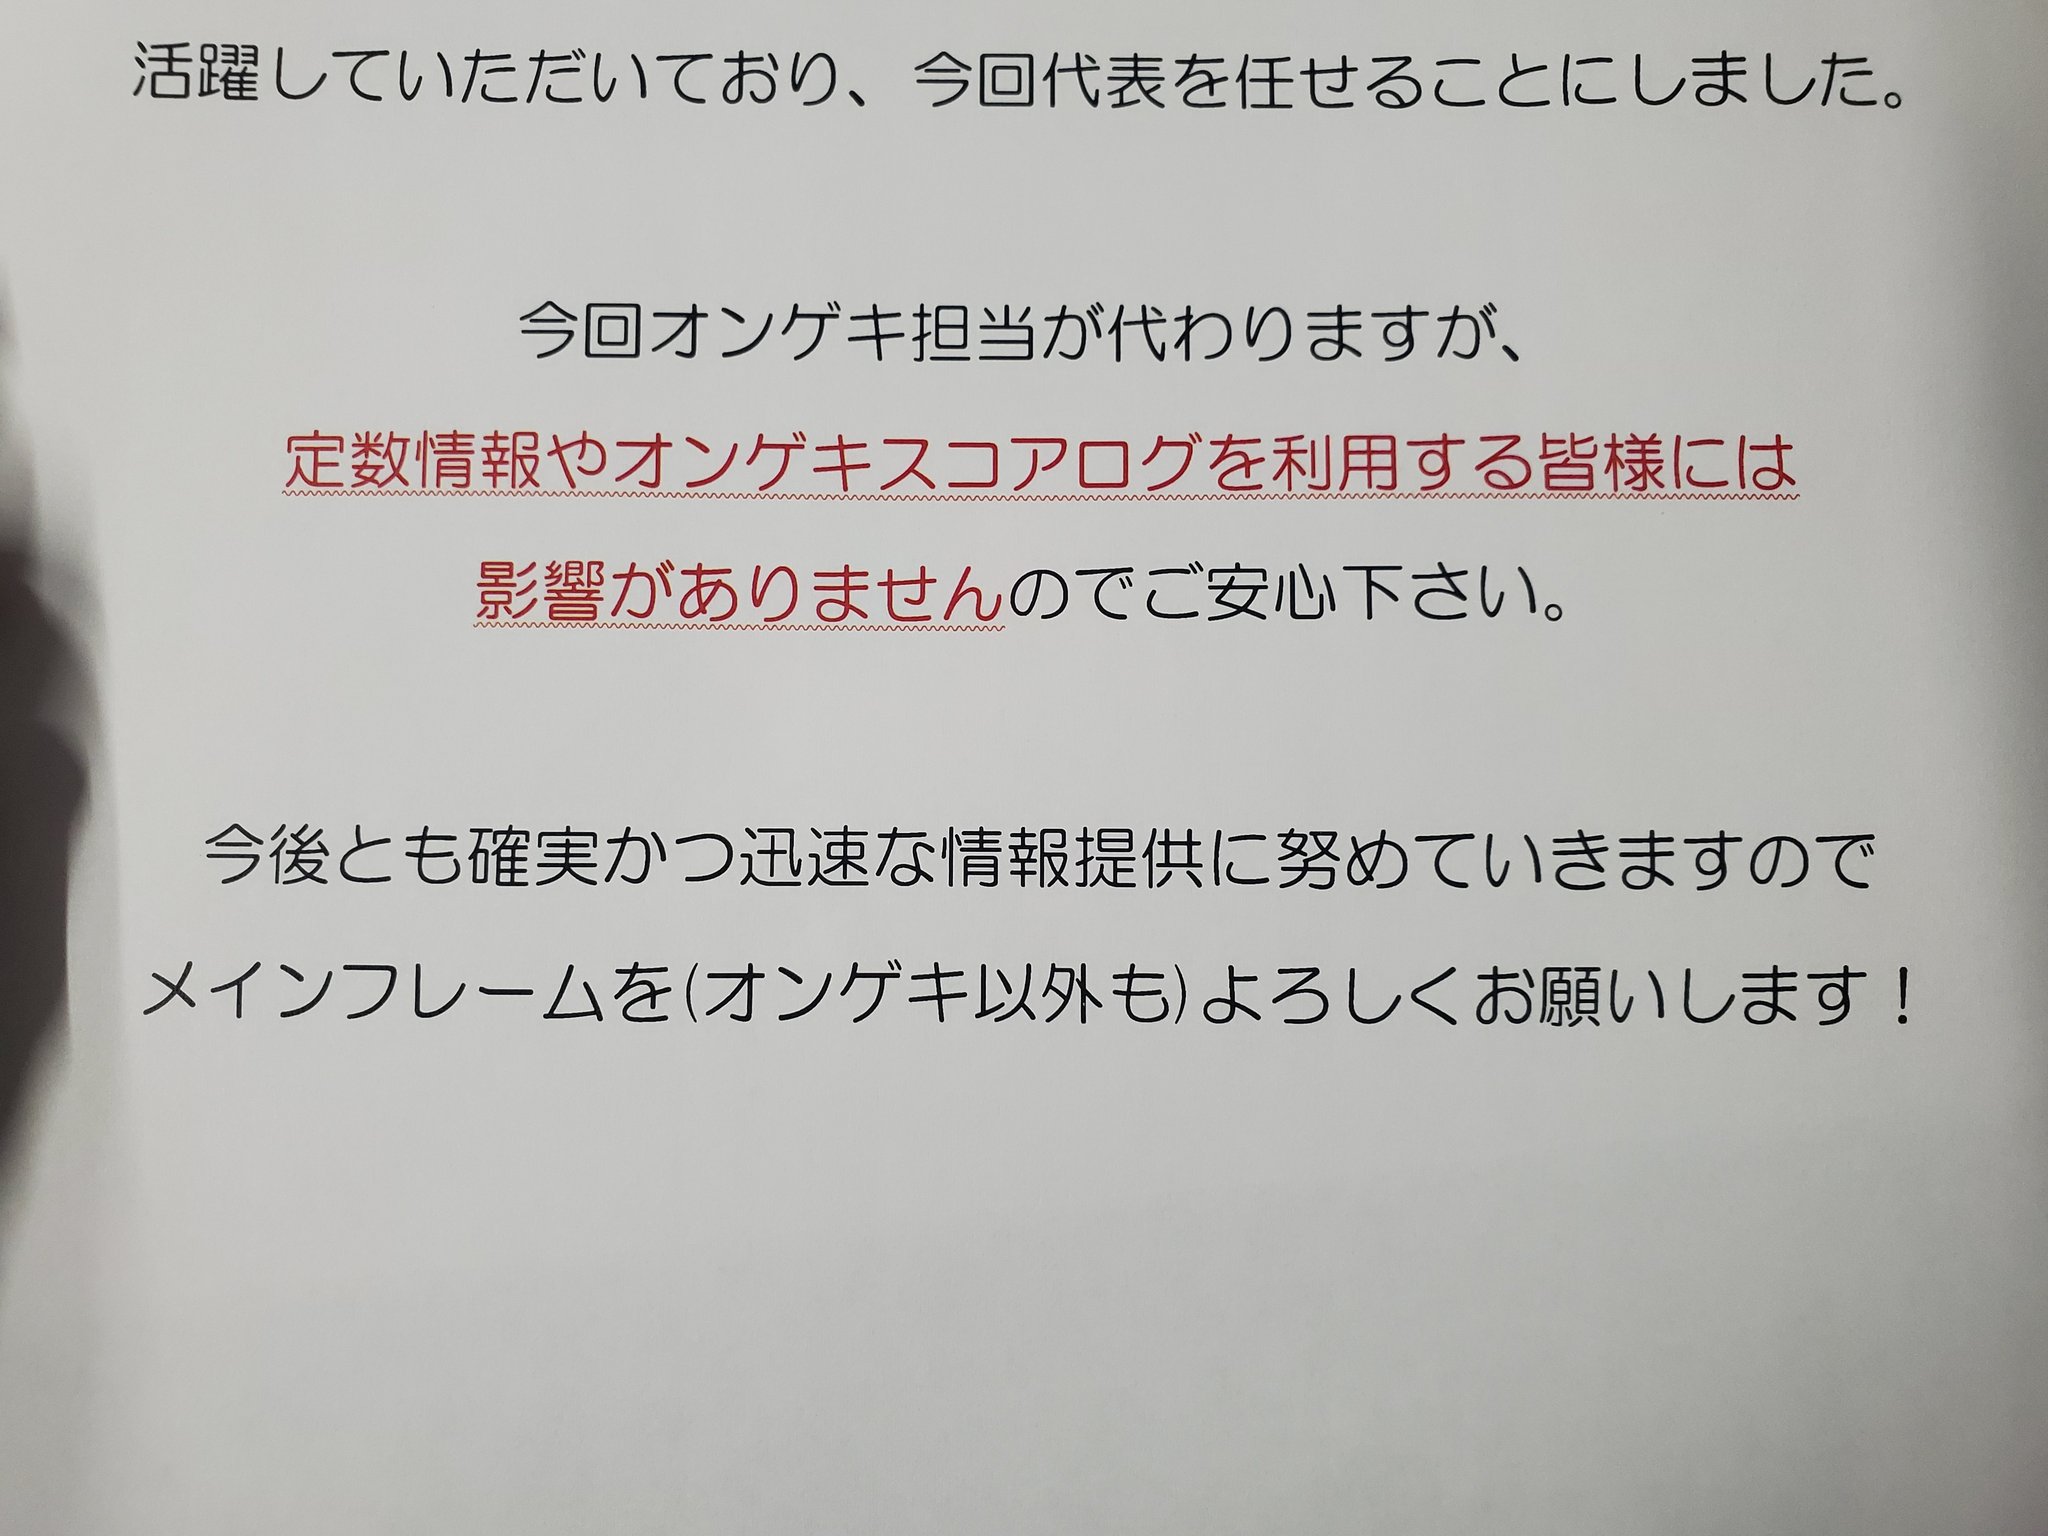 活躍していただいており、今回代表を任せることにしました。
今回オンゲキ担当が代わりますが、
定数情報やオンゲキスコアログを利用する皆様には
影響がありませんのでご安心下さい。
今後とも確実かつ迅速な情報提供に努めていきますので
メインフレームを(オンゲキ以外も)よろしくお願いします！